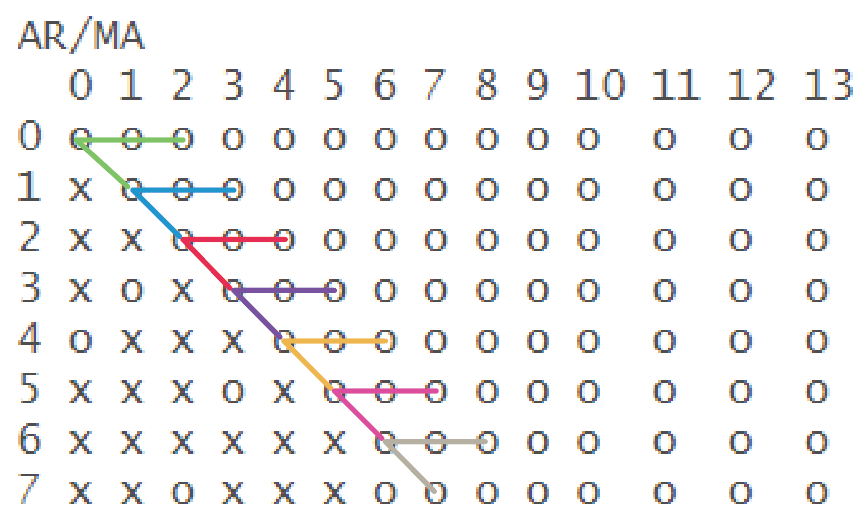 AR/MA
0 1 2 3 4 5 6 7 8 9 10 11 12 13
0 o o o o o o o o o o o o o o
1 x o o o o o o o o o o o o o
2 x x o o o o o o o o o o o o
3 x o x o o o o o o o o o o o
4 o x x x o o o o o o o o o o
5 x x x o x o o o o o o o o o
6 x x x x x x o o o o o o o o
7 x x o x x x o o o o o o o o